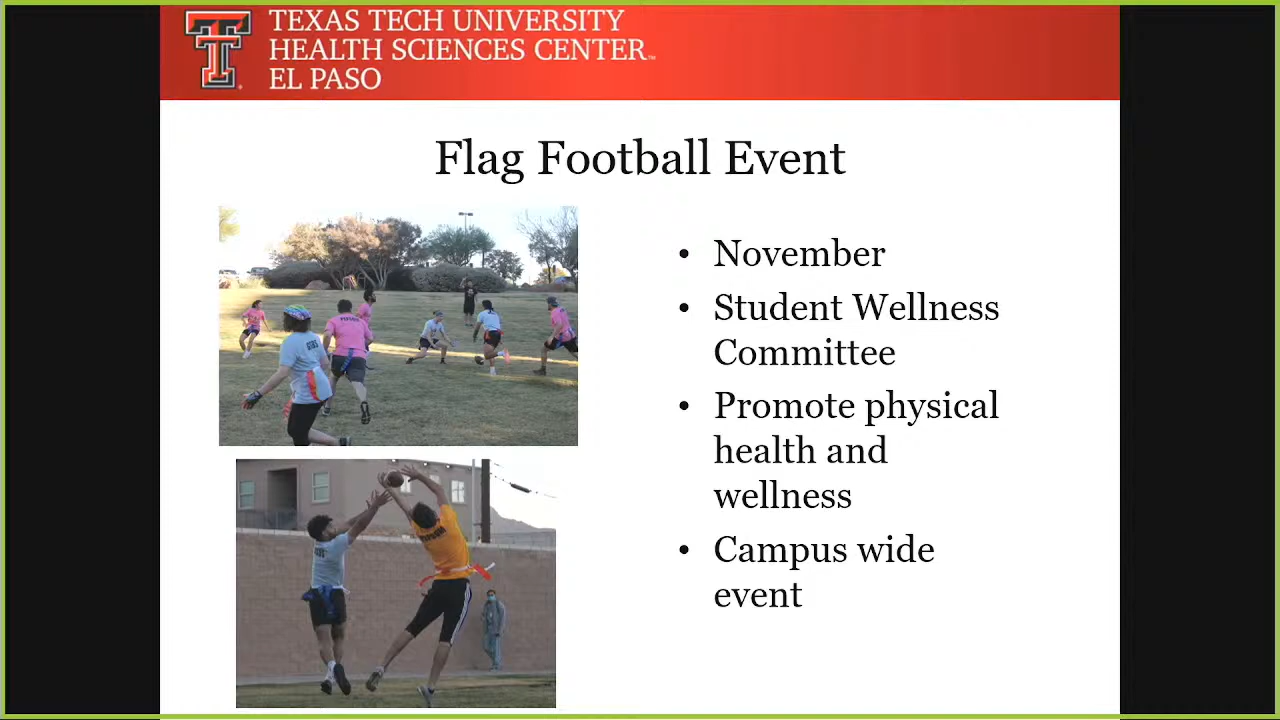 TEXAS TECH UNIVERSITY
HEALTH SCIENCES CENTER™
EL PASO
Flag Football Event
• November
• Student Wellness
Committee
• Promote physical
health and
wellness
• Campus wide
event